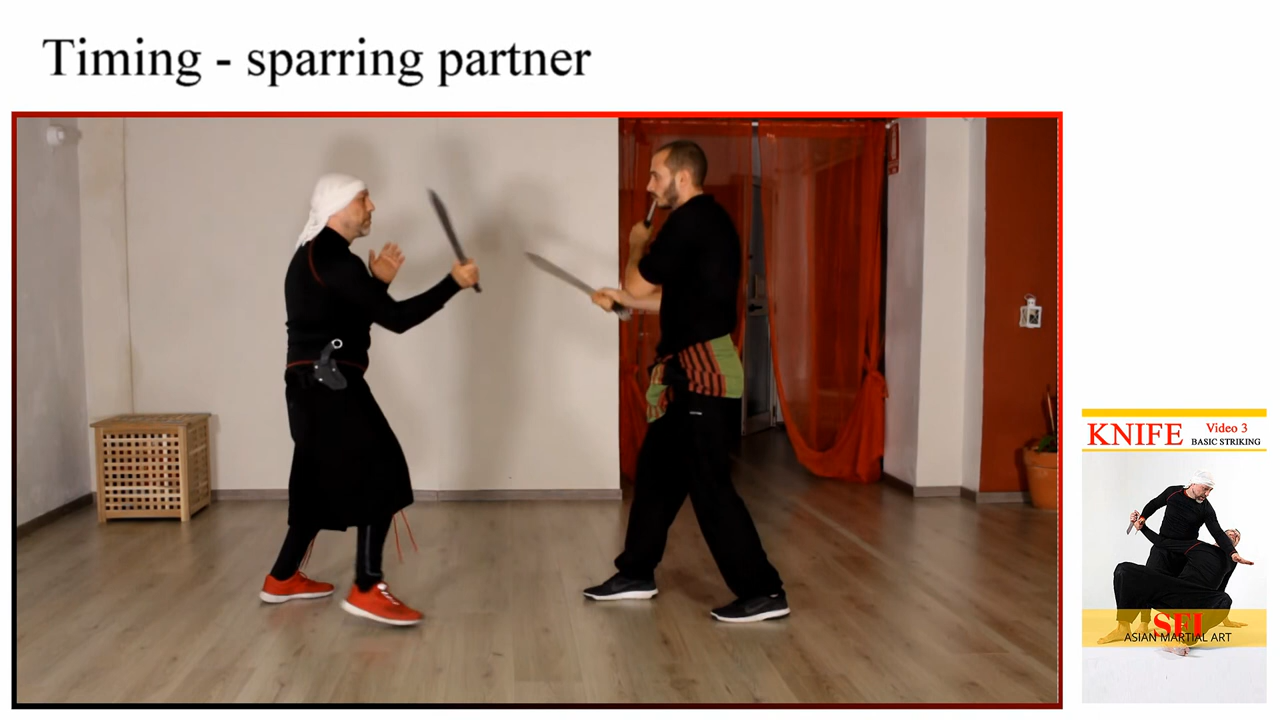 Timing - sparring partner
KNIFE
Video 3
BASIC STRIKING
SEI
ASIAN MARTIAL ART